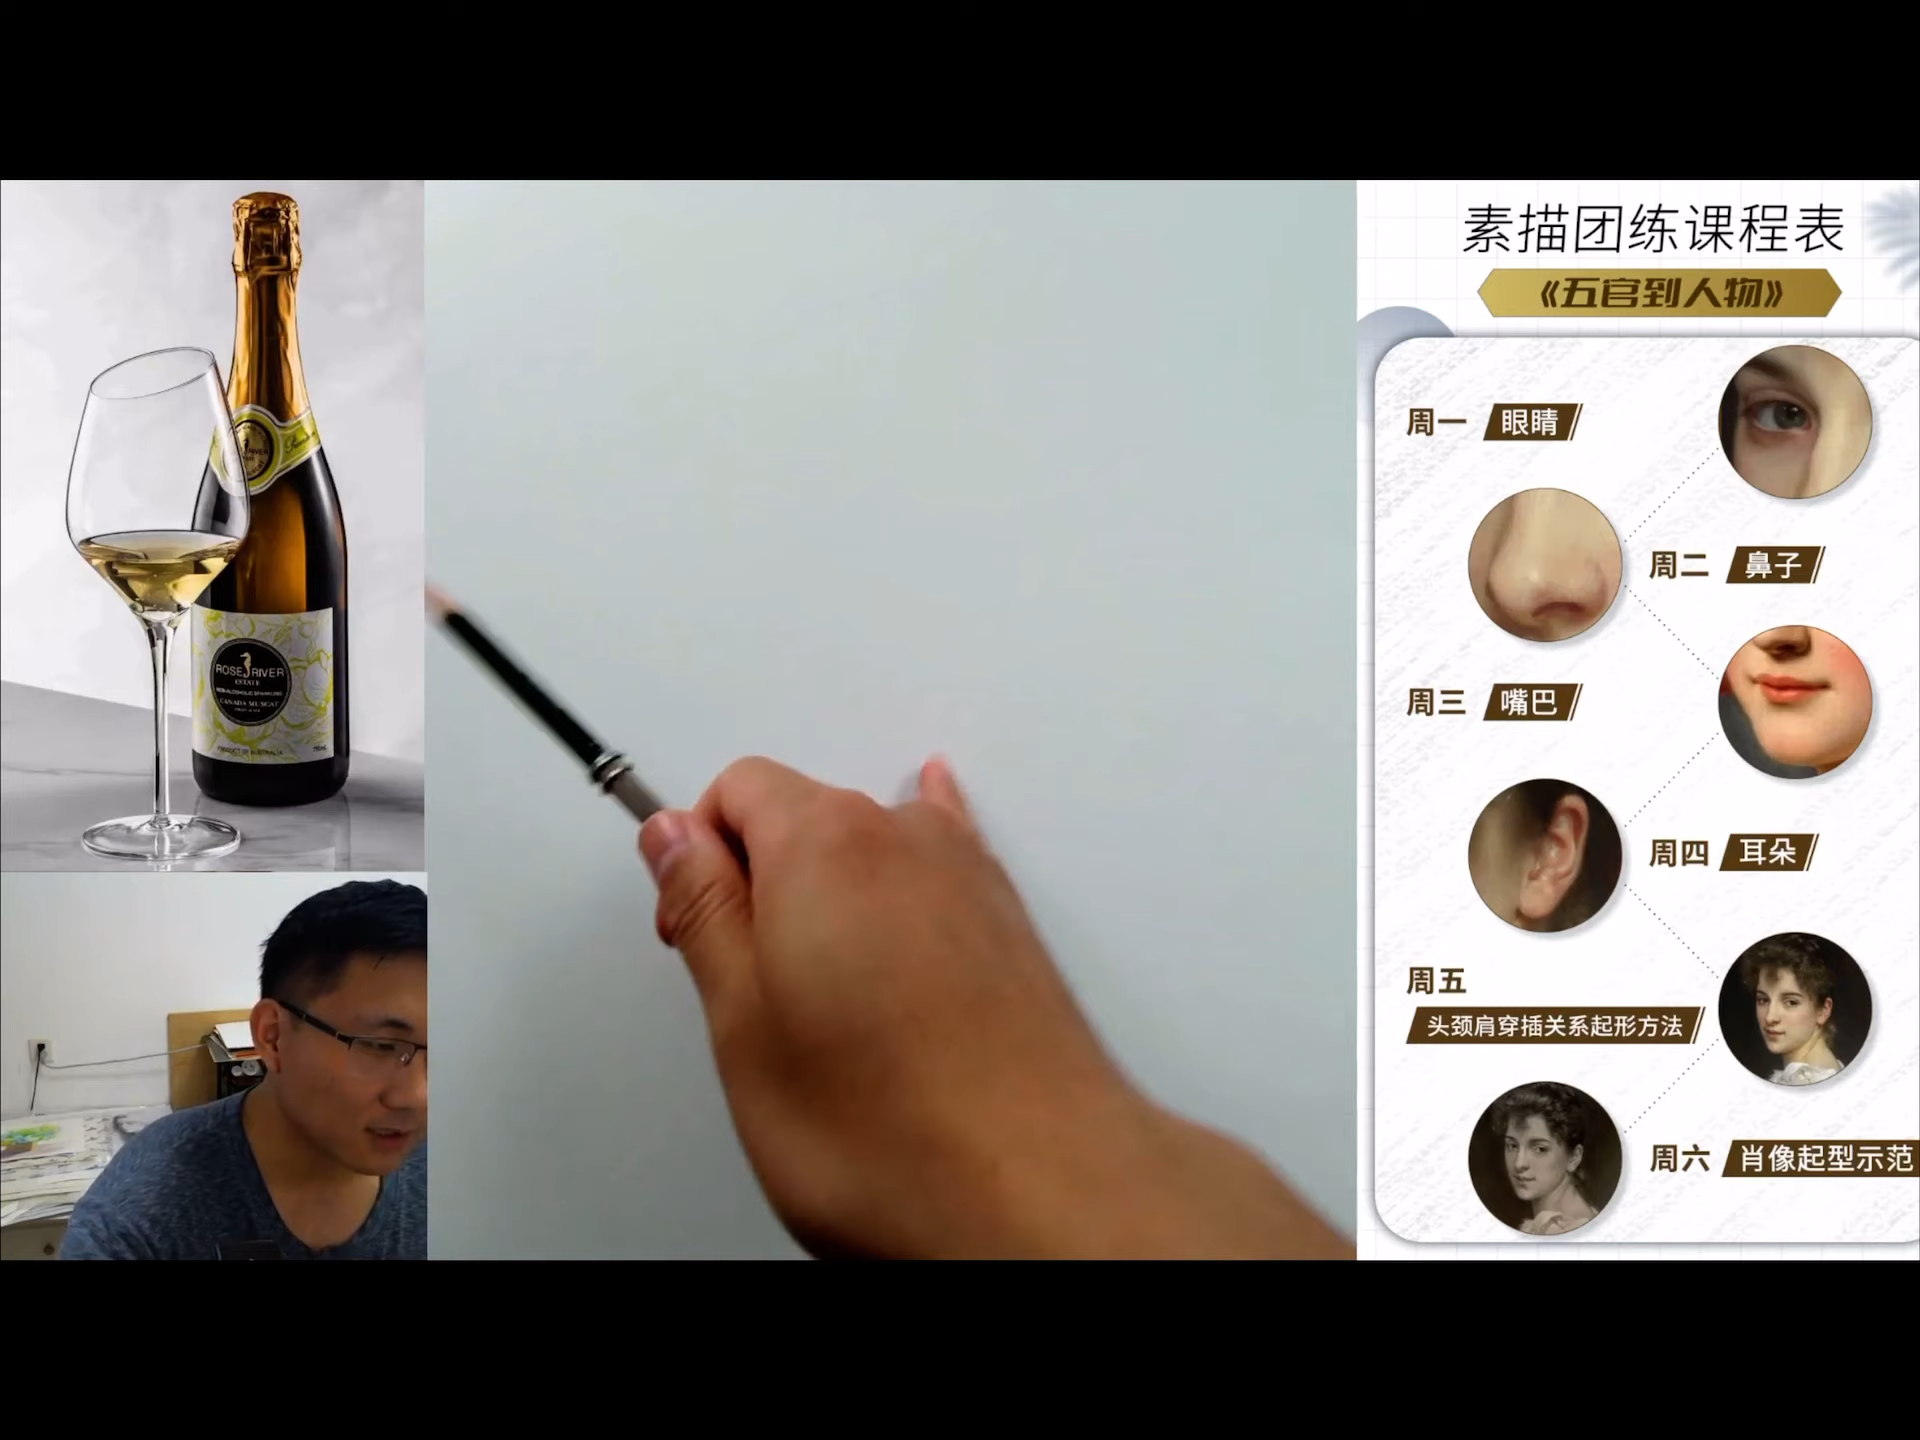 ROSE RIVER
ESTATE
NON-ALCOHOLIC SPARKLING
CANADA MUSCAT
PRODUCT OF AUSTRALIA
素描团练课程表
《五官到人物》
周一 眼睛
周二 鼻子
周三 嘴巴
周四 耳朵
周五
头颈肩穿插关系起形方法
周六 肖像起型示范